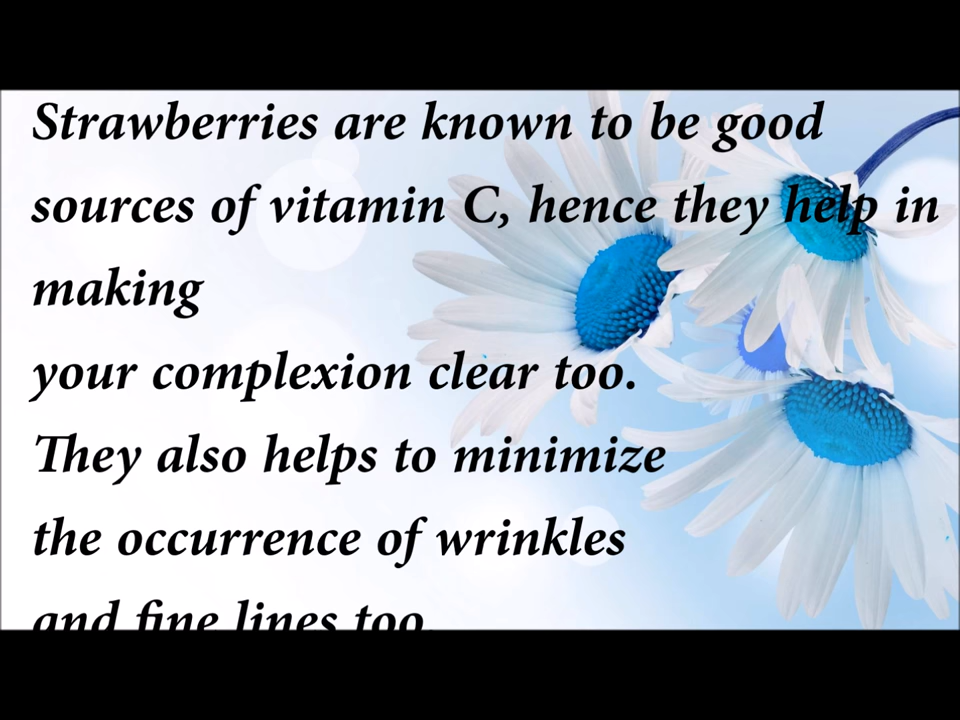 Strawberries are known to be good
sources of vitamin C, hence they help in
making
your complexion clear too.
They also helps to minimize
the occurrence of wrinkles
and fine lines too.